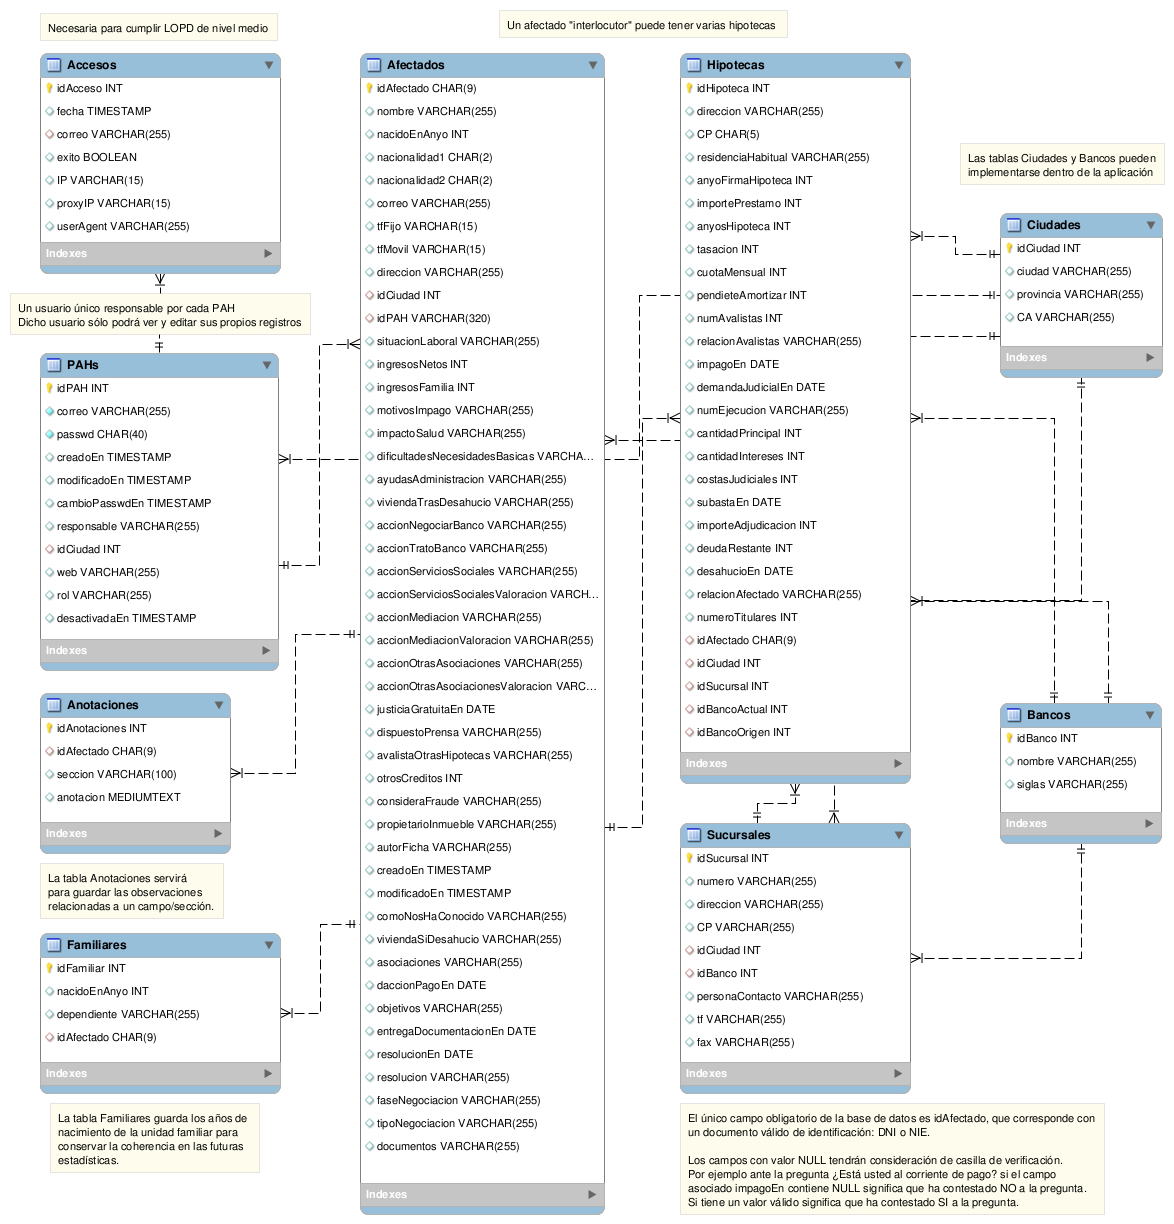 Necesaria para cumplir LOPD de nivel medio
Un afectado "interlocutor" puede tener varias hipotecas
Accesos
idAcceso INT
fecha TIMESTAMP
correo VARCHAR(255)
exito BOOLEAN
IP VARCHAR(15)
proxyIP VARCHAR(15)
userAgent VARCHAR(255)
Indexes
Un usuario único responsable por cada PAH
Dicho usuario sólo podrá ver y editar sus propios registros
PAHs
idPAH INT
correo VARCHAR(255)
passwd CHAR(40)
creadoEn TIMESTAMP
modificadoEn TIMESTAMP
cambioPasswdEn TIMESTAMP
responsable VARCHAR(255)
idCiudad INT
web VARCHAR(255)
rol VARCHAR(255)
desactivadaEn TIMESTAMP
Indexes
Anotaciones
idAnotaciones INT
idAfectado CHAR(9)
seccion VARCHAR(100)
anotacion MEDIUMTEXT
Indexes
La tabla Anotaciones servirá
para guardar las observaciones
relacionadas a un campo/sección.
Familiares
idFamiliar INT
nacidoEnAnyo INT
dependiente VARCHAR(255)
idAfectado CHAR(9)
Indexes
La tabla Familiares guarda los años de
nacimiento de la unidad familiar para
conservar la coherencia en las futuras
estadísticas.
Afectados
idAfectado CHAR(9)
nombre VARCHAR(255)
nacidoEnAnyo INT
nacionalidad1 CHAR(2)
nacionalidad2 CHAR(2)
correo VARCHAR(255)
tfFijo VARCHAR(15)
tfMovil VARCHAR(15)
direccion VARCHAR(255)
idCiudad INT
idPAH VARCHAR(320)
situacionLaboral VARCHAR(255)
ingresosNetos INT
ingresosFamilia INT
motivosImpago VARCHAR(255)
impactoSalud VARCHAR(255)
dificultadesNecesidadesBasicas VARCHA...
ayudasAdministracion VARCHAR(255)
viviendaTrasDesahucio VARCHAR(255)
accionNegociarBanco VARCHAR(255)
accionTratoBanco VARCHAR(255)
accionServiciosSociales VARCHAR(255)
accionServiciosSocialesValoracion VARCH...
accionMediacion VARCHAR(255)
accionMediacionValoracion VARCHAR(255)
accionOtrasAsociaciones VARCHAR(255)
accionOtrasAsociacionesValoracion VARC...
justiciaGratuitaEn DATE
dispuestoPrensa VARCHAR(255)
avalistaOtrasHipotecas VARCHAR(255)
otrosCreditos INT
consideraFraude VARCHAR(255)
propietarioInmueble VARCHAR(255)
autorFicha VARCHAR(255)
creadoEn TIMESTAMP
modificadoEn TIMESTAMP
comoNosHaConocido VARCHAR(255)
viviendaSiDesahucio VARCHAR(255)
asociaciones VARCHAR(255)
daccionPagoEn DATE
objetivos VARCHAR(255)
entregaDocumentacionEn DATE
resolucionEn DATE
resolucion VARCHAR(255)
faseNegociacion VARCHAR(255)
tipoNegociacion VARCHAR(255)
documentos VARCHAR(255)
Indexes
Hipotecas
idHipoteca INT
direccion VARCHAR(255)
CP CHAR(5)
residenciaHabitual VARCHAR(255)
anyoFirmaHipoteca INT
importePrestamo INT
anyosHipoteca INT
tasacion INT
cuotaMensual INT
pendieteAmortizar INT
numAvalistas INT
relacionAvalistas VARCHAR(255)
impagoEn DATE
demandaJudicialEn DATE
numEjecucion VARCHAR(255)
cantidadPrincipal INT
cantidadIntereses INT
costasJudiciales INT
subastaEn DATE
importeAdjudicacion INT
deudaRestante INT
desahucioEn DATE
relacionAfectado VARCHAR(255)
numeroTitulares INT
idAfectado CHAR(9)
idCiudad INT
idSucursal INT
idBancoActual INT
idBancoOrigen INT
Indexes
Sucursales
idSucursal INT
numero VARCHAR(255)
direccion VARCHAR(255)
CP VARCHAR(255)
idCiudad INT
idBanco INT
personaContacto VARCHAR(255)
tf VARCHAR(255)
fax VARCHAR(255)
Indexes
El único campo obligatorio de la base de datos es idAfectado, que corresponde con
un documento válido de identificación: DNI o NIE.
Los campos con valor NULL tendrán consideración de casilla de verificación.
Por ejemplo ante la pregunta ¿Está usted al corriente de pago? si el campo
asociado impagoEn contiene NULL significa que ha contestado NO a la pregunta.
Si tiene un valor válido significa que ha contestado SI a la pregunta.
Las tablas Ciudades y Bancos pueden
implementarse dentro de la aplicación
Ciudades
idCiudad INT
ciudad VARCHAR(255)
provincia VARCHAR(255)
CA VARCHAR(255)
Indexes
Bancos
idBanco INT
nombre VARCHAR(255)
siglas VARCHAR(255)
Indexes